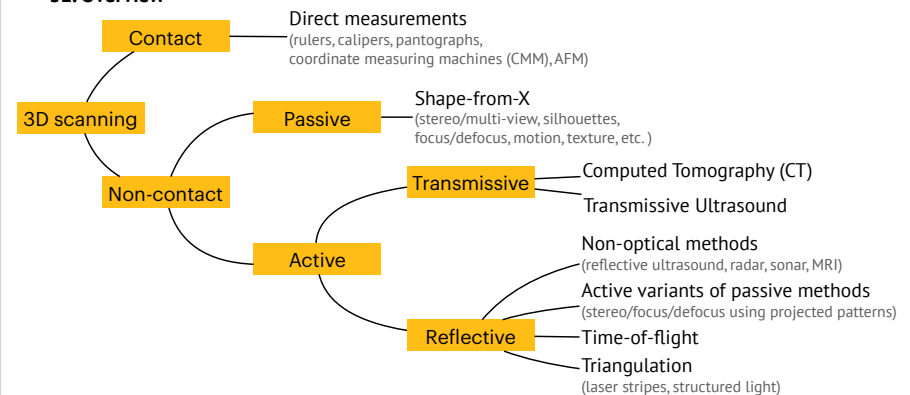 Contact
Direct measurements
(rulers, calipers, pantographs,
coordinate measuring machines (CMM), AFM)
3D scanning
Passive
Shape-from-X
(stereo/multi-view, silhouettes,
focus/defocus, motion, texture, etc. )
Non-contact
Transmissive
Computed Tomography (CT)
Transmissive Ultrasound
Active
Non-optical methods
(reflective ultrasound, radar, sonar, MRI)
Active variants of passive methods
(stereo/focus/defocus using projected patterns)
Reflective
Time-of-flight
Triangulation
(laser stripes, structured light)